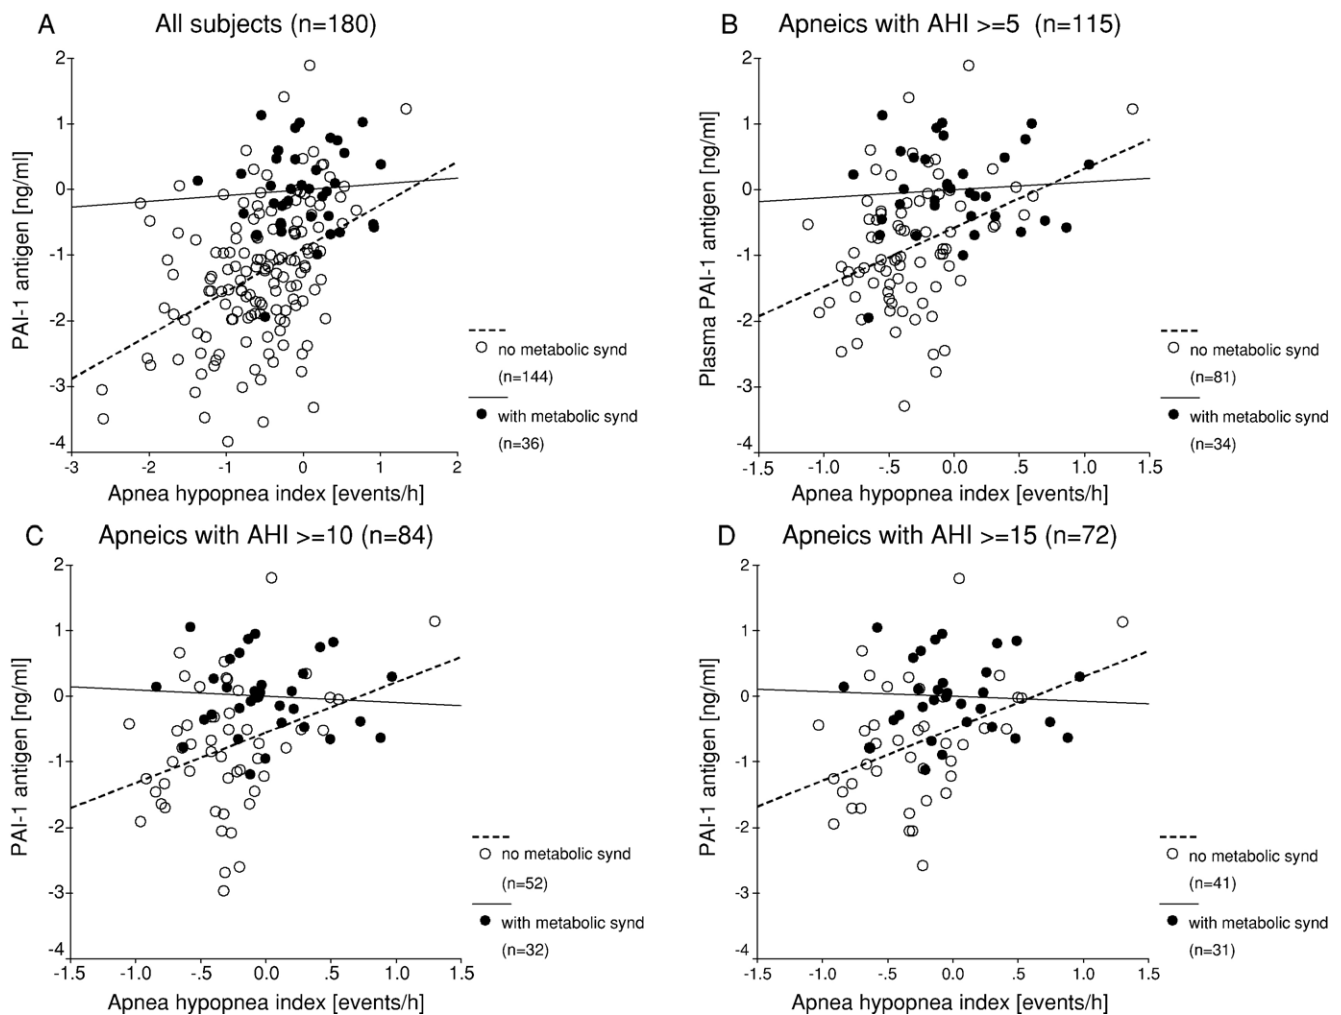 A All subjects (n=180)
PAI-1 antigen [ng/ml]
2
1
0
-1
-2
-3
-4
-3 -2 -1 0 1 2
Apnea hypopnea index [events/h]
no metabolic synd
(n=144)
with metabolic synd
(n=36)
B Apneics with AHI >=5 (n=115)
Plasma PAI-1 antigen [ng/ml]
2
1
0
-1
-2
-3
-4
-1.5 -1.0 -.5 0.0 .5 1.0 1.5
Apnea hypopnea index [events/h]
no metabolic synd
(n=81)
with metabolic synd
(n=34)
C Apneics with AHI >=10 (n=84)
PAI-1 antigen [ng/ml]
2
1
0
-1
-2
-3
-4
-1.5 -1.0 -.5 0.0 .5 1.0 1.5
Apnea hypopnea index [events/h]
no metabolic synd
(n=52)
with metabolic synd
(n=32)
D Apneics with AHI >=15 (n=72)
PAI-1 antigen [ng/ml]
2
1
0
-1
-2
-3
-4
-1.5 -1.0 -.5 0.0 .5 1.0 1.5
Apnea hypopnea index [events/h]
no metabolic synd
(n=41)
with metabolic synd
(n=31)